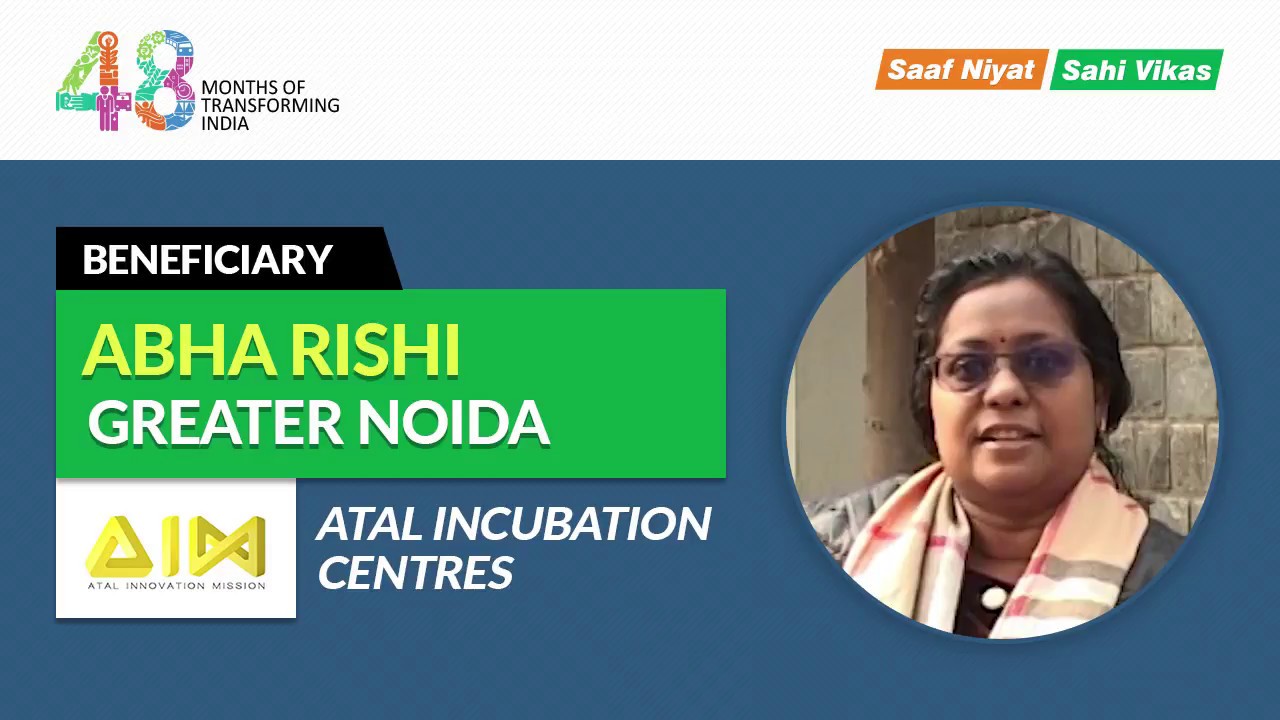 48
MONTHS OF
TRANSFORMING
INDIA
Saaf Niyat Sahi Vikas
BENEFICIARY
ABHA RISHI
GREATER NOIDA
AIM
ATAL INNOVATION MISSION
ATAL INCUBATION
CENTRES